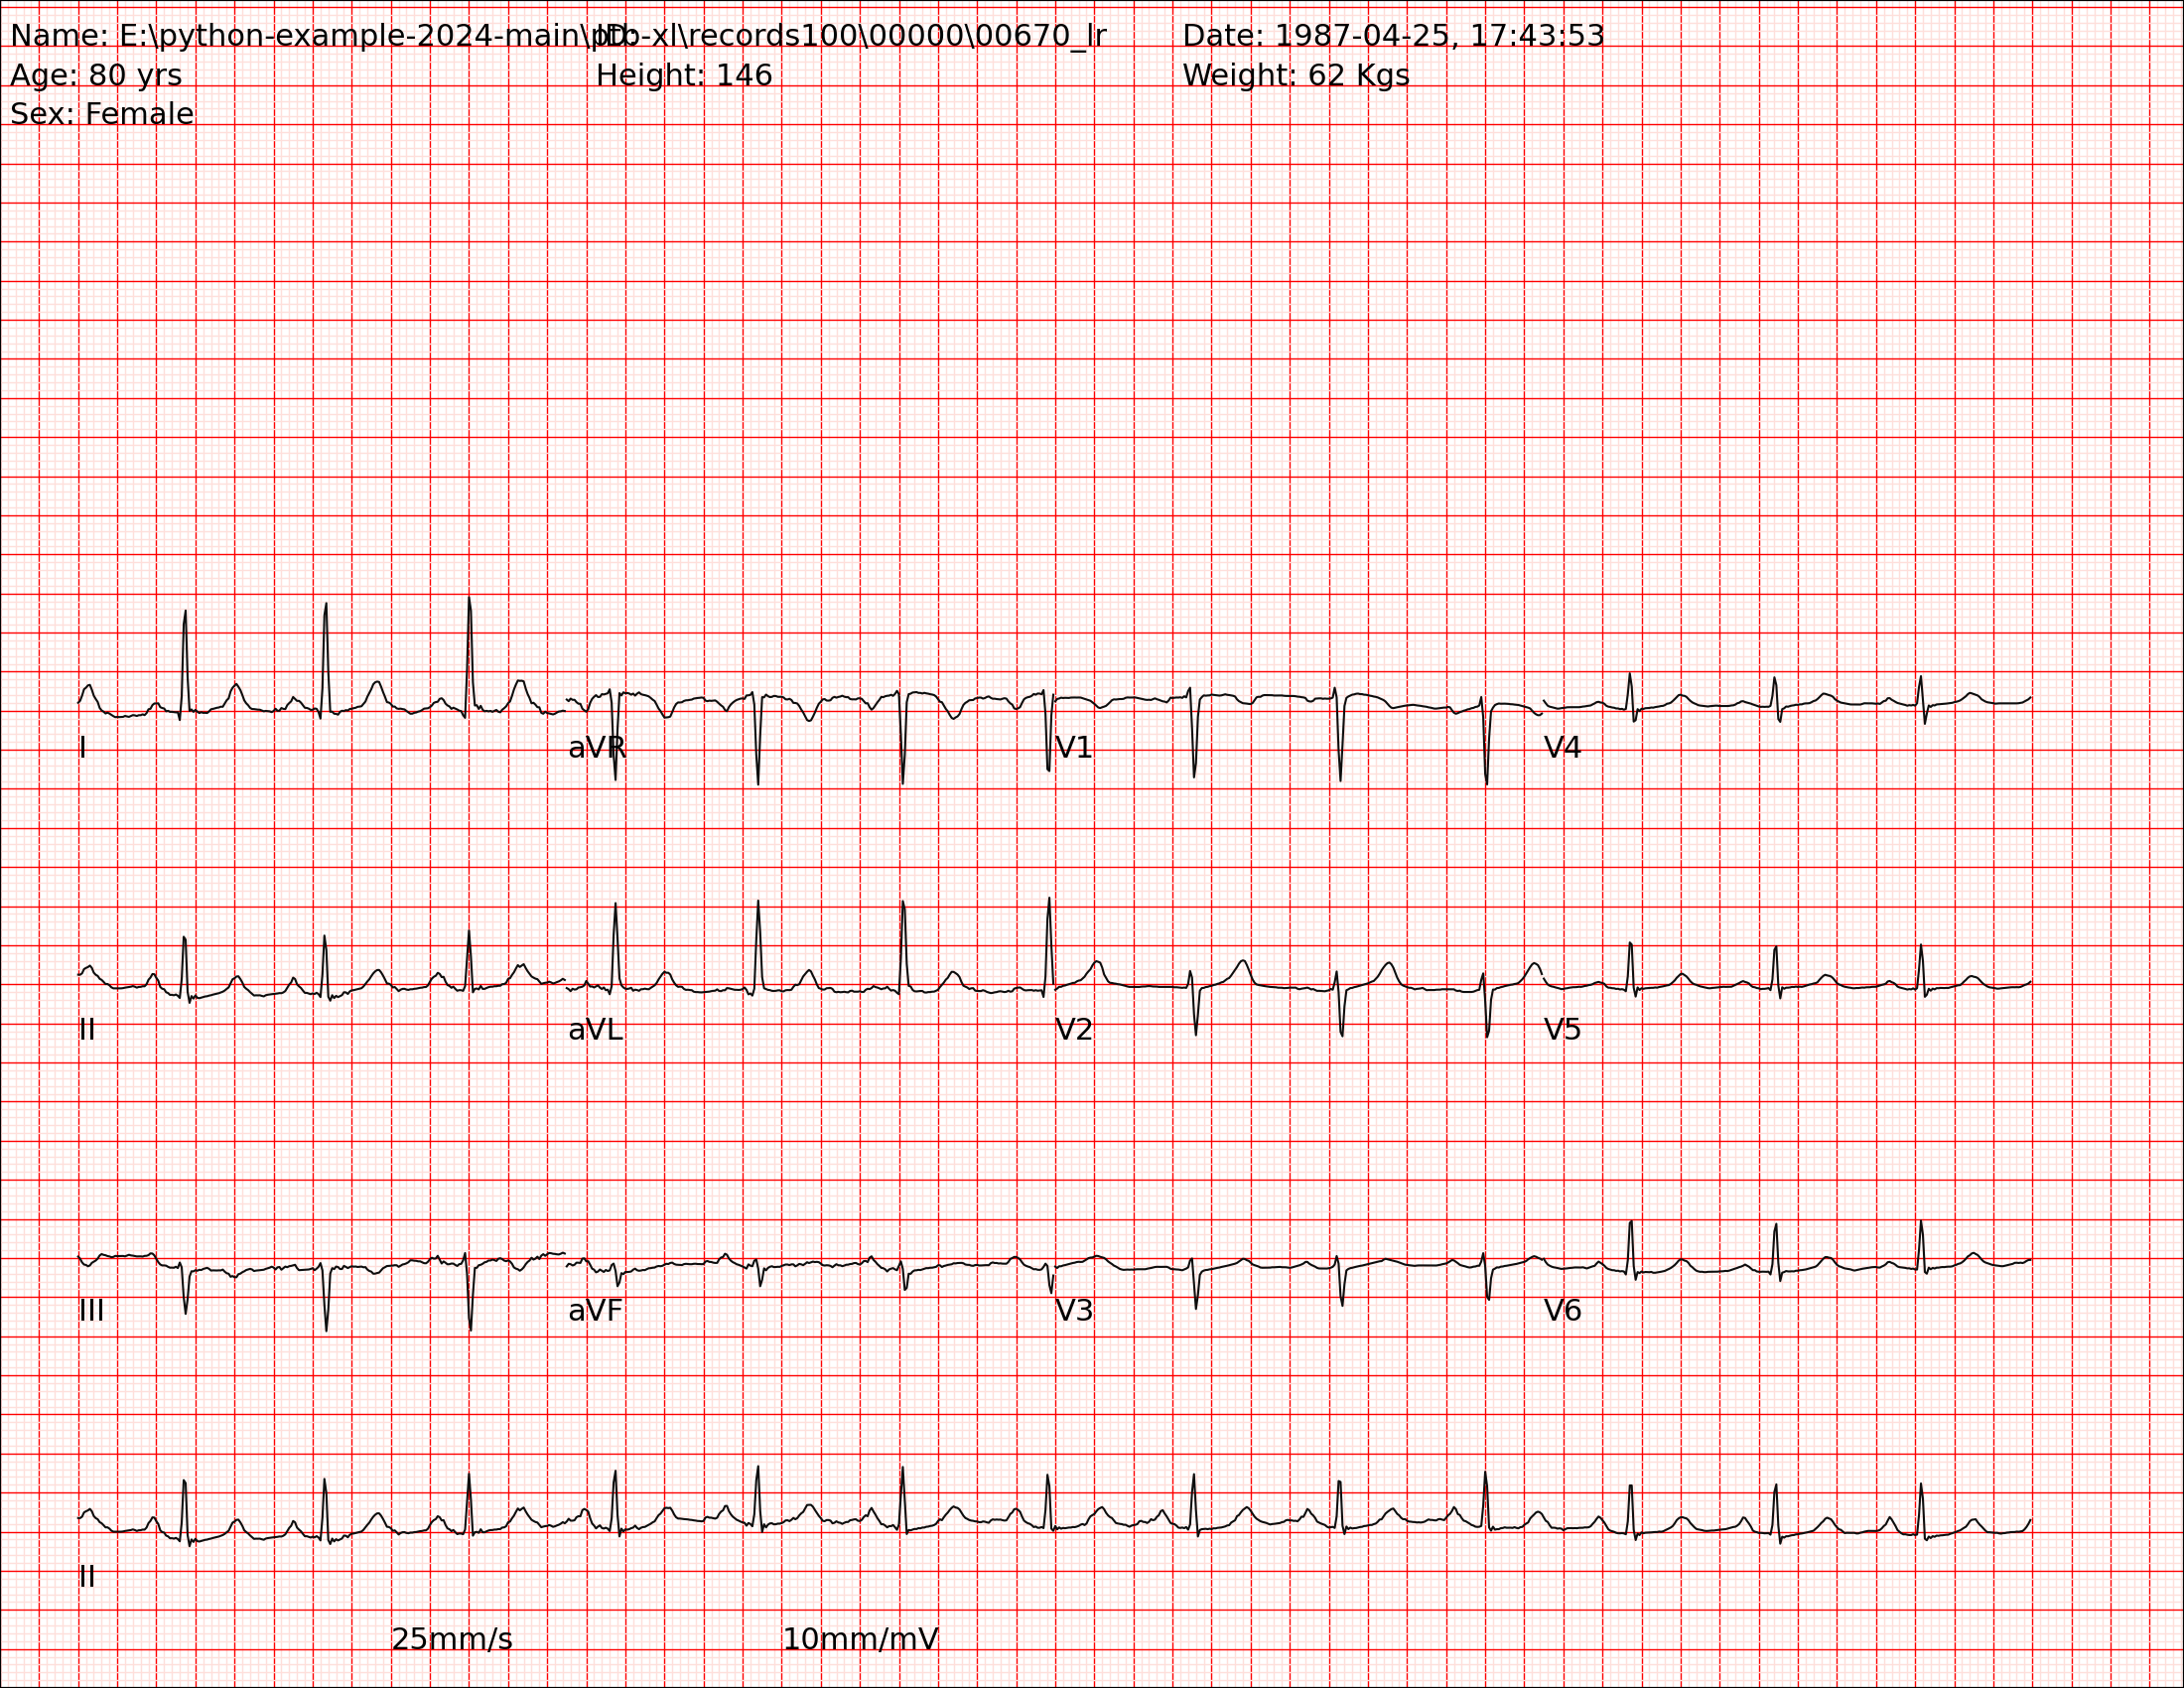 Name: E:\python-example-2024-main\ptb-xl\records100\00000\00670_lr ID: Date: 1987-04-25, 17:43:53
Age: 80 yrs Height: 146 Weight: 62 Kgs
Sex: Female
I aVR V1 V4
II aVL V2 V5
III aVF V3 V6
II
25mm/s 10mm/mV